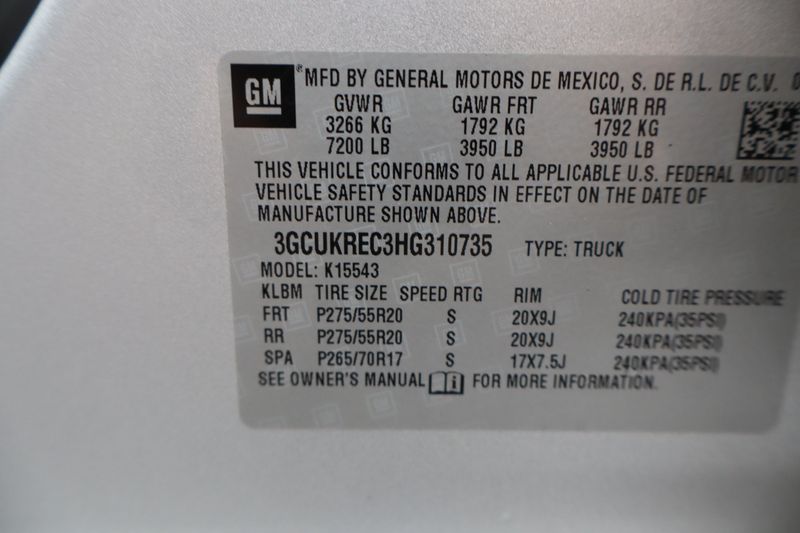 GM ® MFD BY GENERAL MOTORS DE MEXICO, S. DE R.L. DE C.V.
GVWR GAWR FRT GAWR RR
3266 KG 1792 KG 1792 KG
7200 LB 3950 LB 3950 LB
THIS VEHICLE CONFORMS TO ALL APPLICABLE U.S. FEDERAL MOTOR
VEHICLE SAFETY STANDARDS IN EFFECT ON THE DATE OF
MANUFACTURE SHOWN ABOVE.
3GCUKREC3HG310735 TYPE: TRUCK
MODEL: K15543
KLBM TIRE SIZE SPEED RTG RIM COLD TIRE PRESSURE
FRT P275/55R20 S 20X9J 240KPA(35PSI)
RR P275/55R20 S 20X9J 240KPA(35PSI)
SPA P265/70R17 S 17X7.5J 240KPA(35PSI)
SEE OWNER'S MANUAL i FOR MORE INFORMATION.